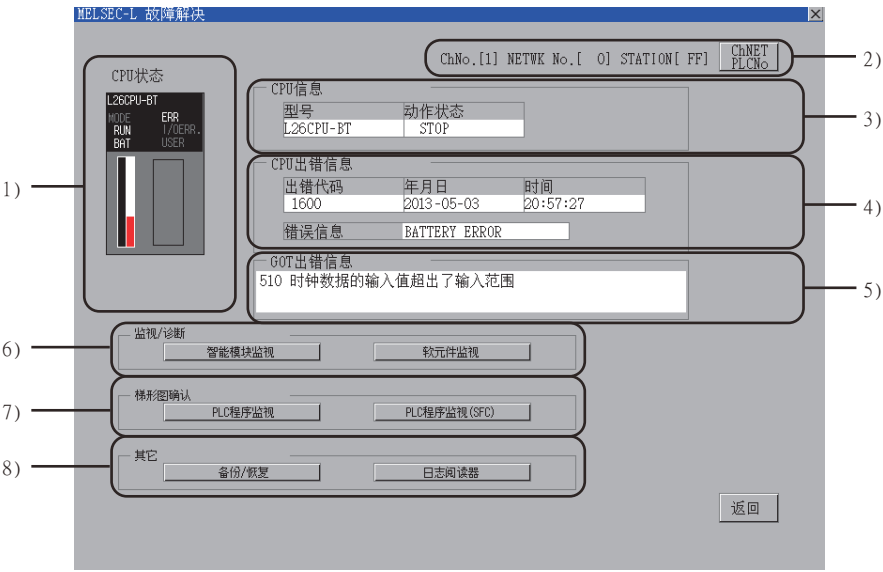 MELSEC-L 故障解决
ChNo.[1] NETWK No.[ 0] STATION[ FF]
ChNET
PLCNo
2)
CPU状态
L26CPU-BT
MODE ERR
RUN I/OERR.
BAT USER
1)
CPU信息
型号 动作状态
L26CPU-BT STOP
3)
CPU出错信息
出错代码 年月日 时间
1600 2013-05-03 20:57:27
错误信息 BATTERY ERROR
4)
GOT出错信息
510 时钟数据的输入值超出了输入范围
5)
监视/诊断
智能模块监视 软元件监视
6)
梯形图确认
PLC程序监视 PLC程序监视(SFC)
7)
其它
备份/恢复 日志阅读器
8)
返回